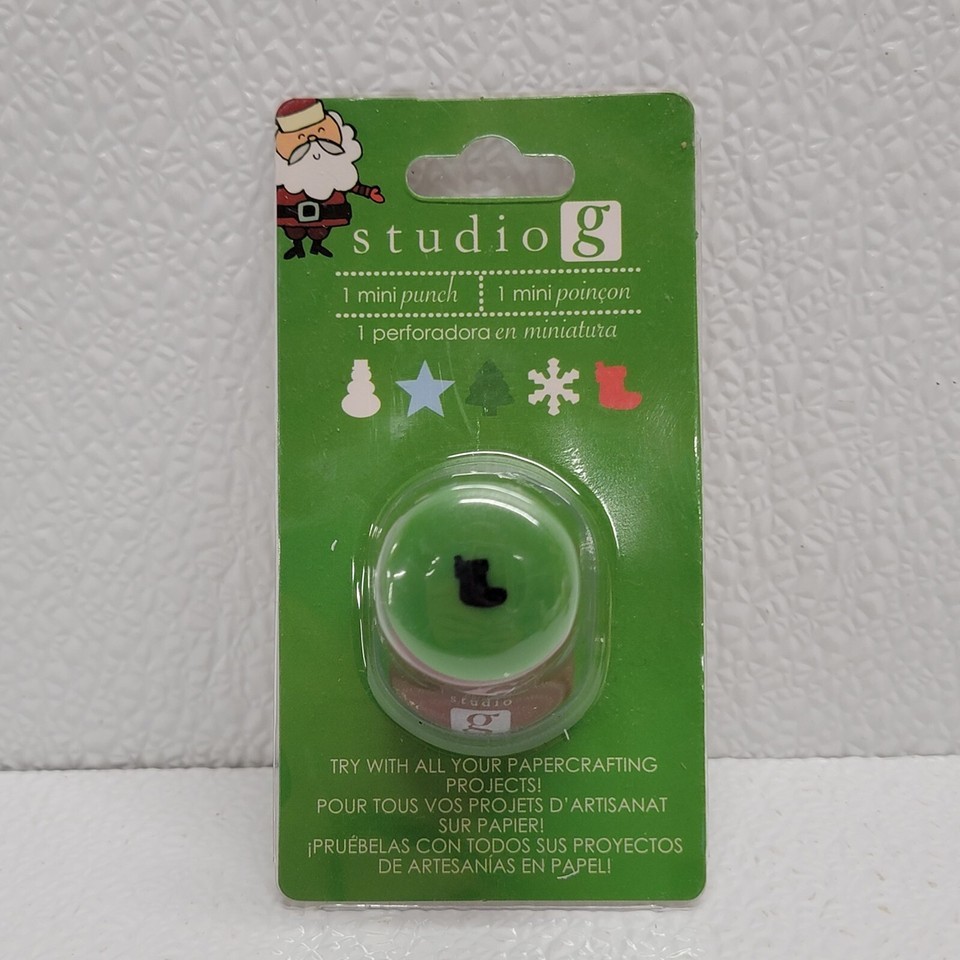 studio g
1 mini punch 1 mini poinçon
1 perforadora en miniatura
studio
g
TRY WITH ALL YOUR PAPERCRAFTING
PROJECTS!
POUR TOUS VOS PROJETS D'ARTISANAT
SUR PAPIER!
¡PRUÉBELAS CON TODOS SUS PROYECTOS
DE ARTESANÍAS EN PAPEL!